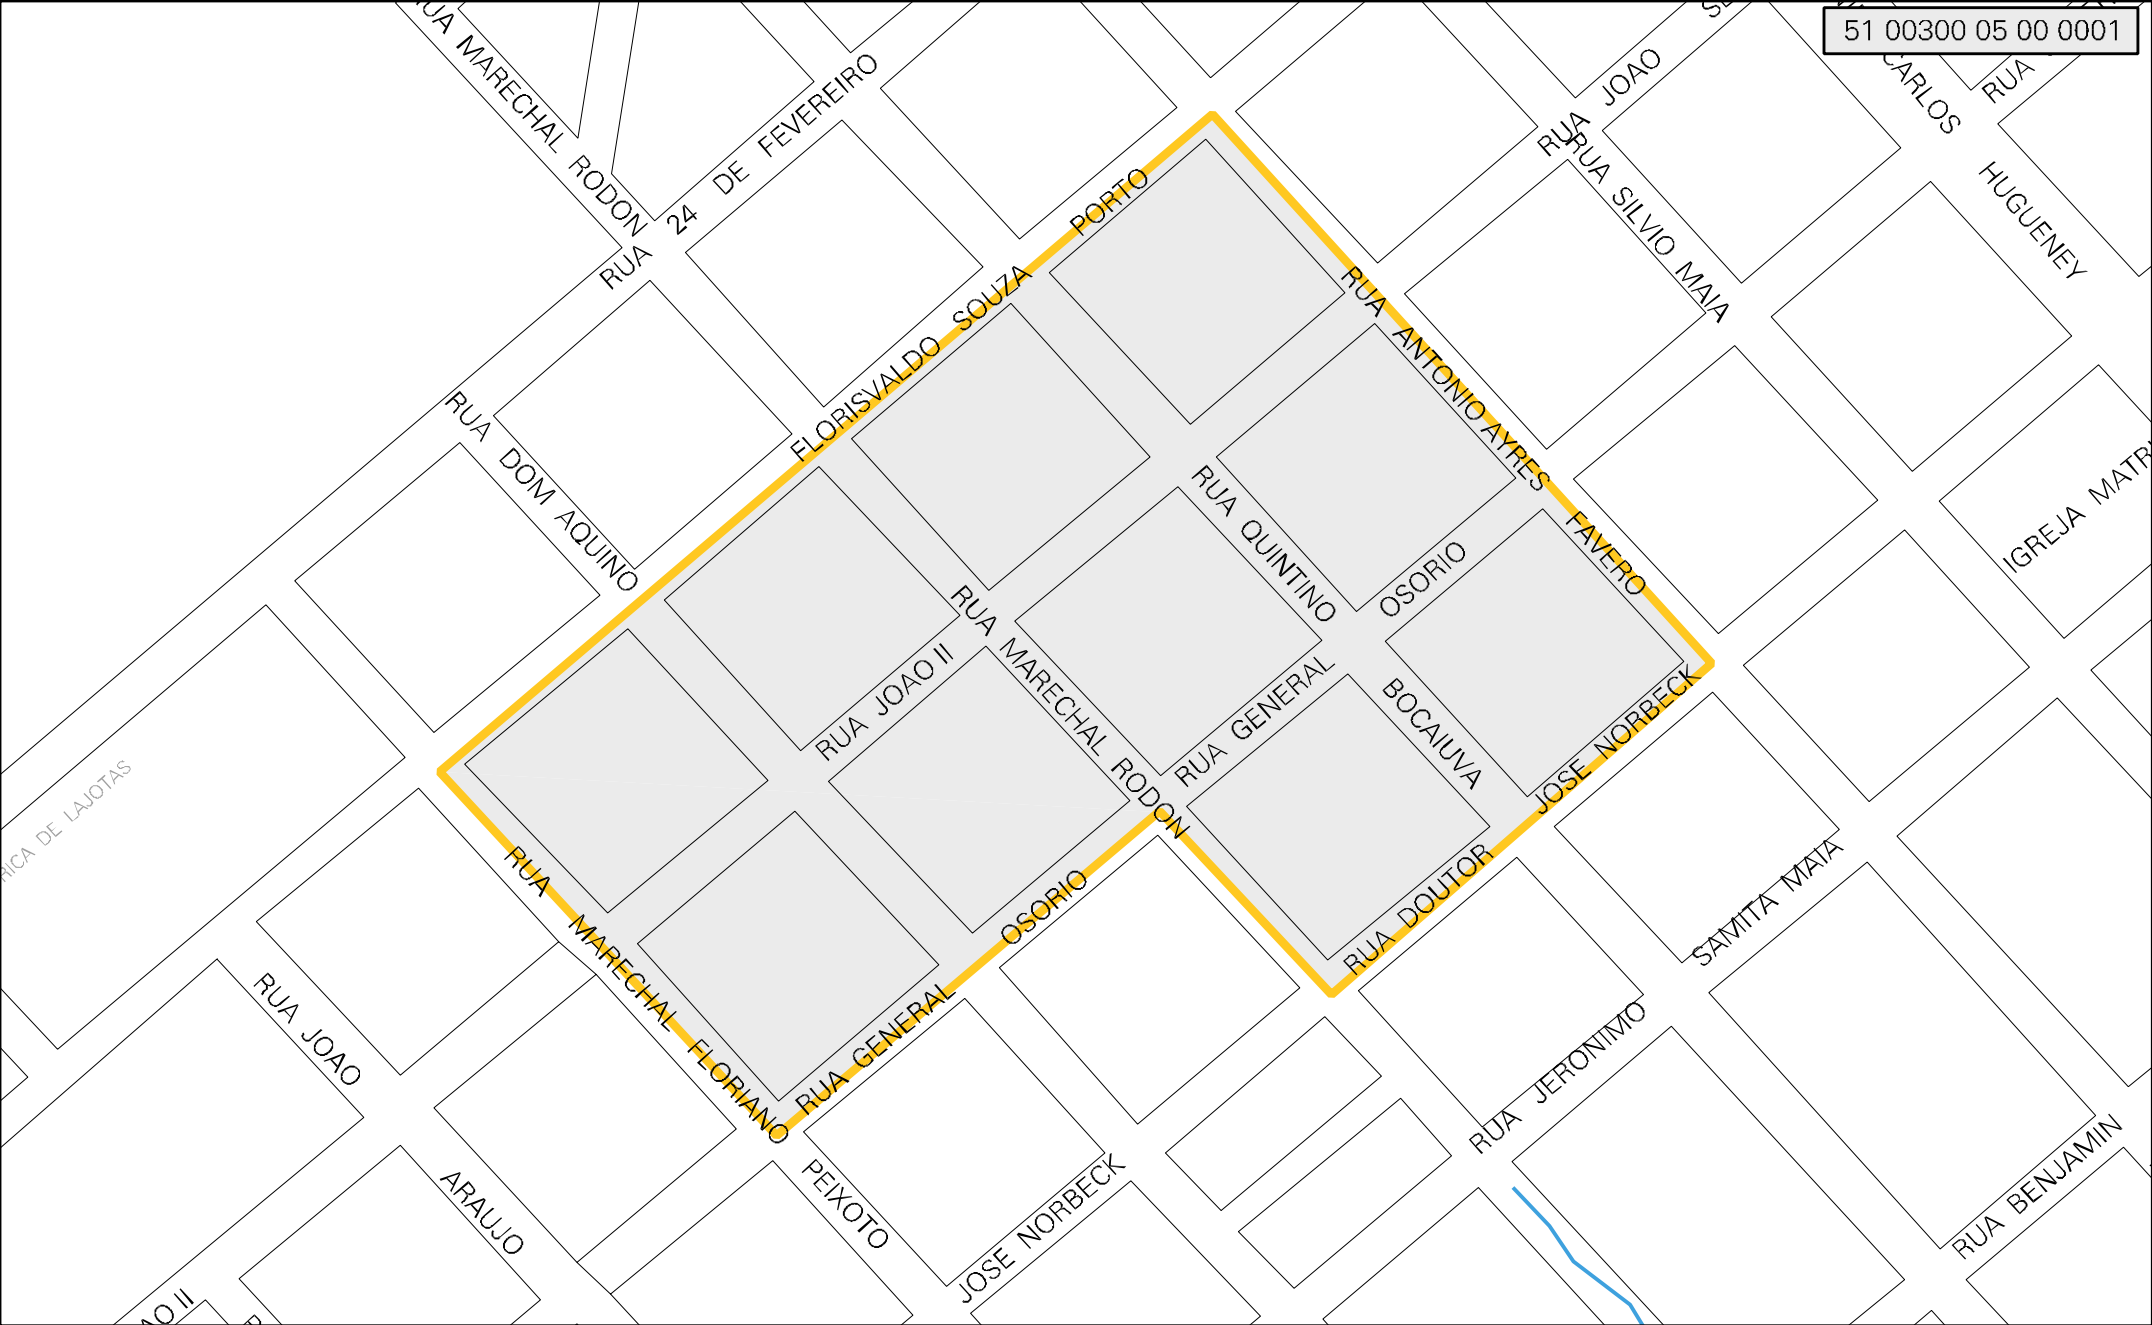 51 00300 05 00 0001
RUA MARECHAL RODON
RUA 24 DE FEVEREIRO
RUA JOAO
RUA SILVIO MAIA
CARLOS HUGUENEY
RUA
FLORISVALDO SOUZA PORTO
RUA ANTONIO AYRES FAVERO
RUA DOM AQUINO
RUA QUINTINO BOCAIUVA
IGREJA MATR
RUA MARECHAL RODON
RUA JOAO II
RUA GENERAL OSORIO
RICA DE LAJOTAS
RUA DOUTOR JOSE NORBECK
RUA MARECHAL FLORIANO PEIXOTO
RUA GENERAL OSORIO
SAMITA MAIA
RUA JOAO ARAUJO
RUA JERONIMO
JOSE NORBECK
RUA BENJAMIN
AO II